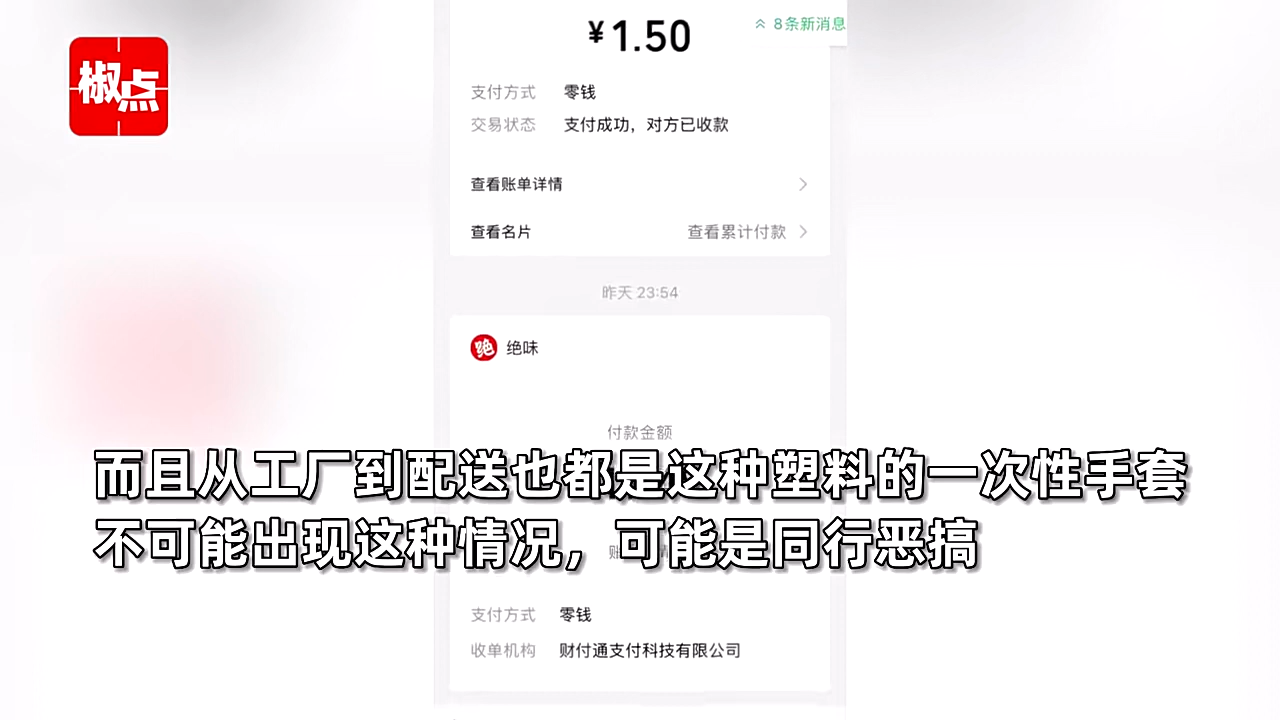 椒点
¥1.50
8条新消息
支付方式 零钱
交易状态 支付成功，对方已收款
查看账单详情
查看名片 查看累计付款
昨天 23:54
绝 绝味
付款金额
而且从工厂到配送也都是这种塑料的一次性手套
不可能出现这种情况，可能是同行恶搞
支付方式 零钱
收单机构 财付通支付科技有限公司